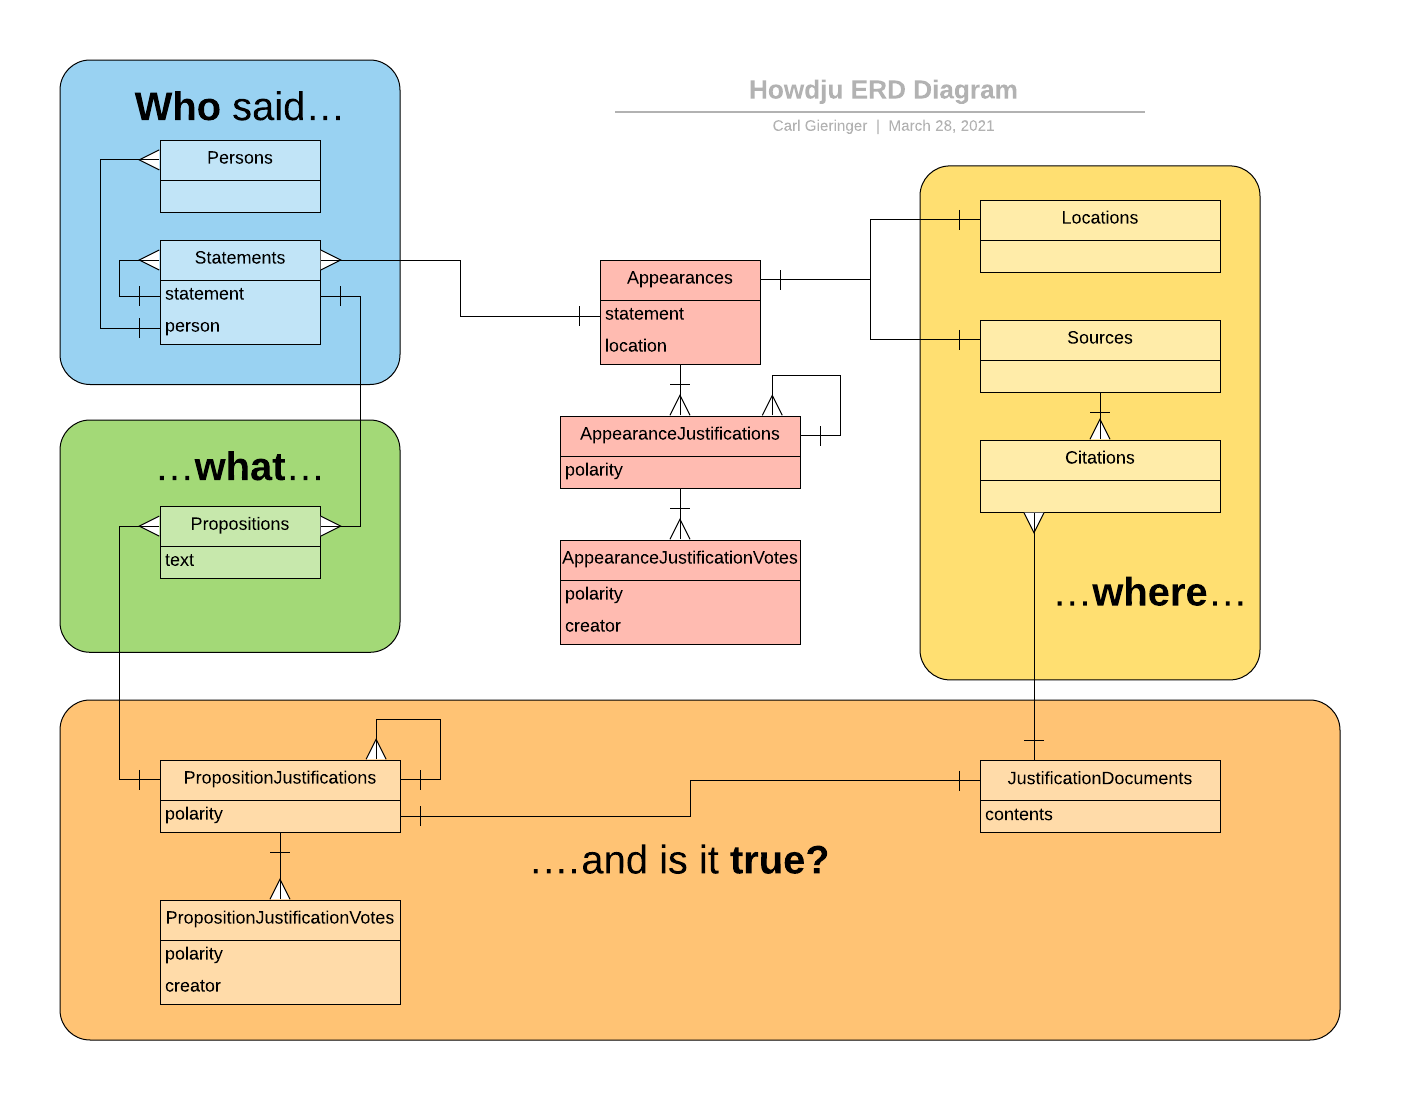 Howdju ERD Diagram
Carl Gieringer | March 28, 2021
Who said...
Persons
Statements
statement
person
...what...
Propositions
text
Appearances
statement
location
AppearanceJustifications
polarity
AppearanceJustificationVotes
polarity
creator
Locations
Sources
Citations
...where...
PropositionJustifications
polarity
JustificationDocuments
contents
....and is it true?
PropositionJustificationVotes
polarity
creator